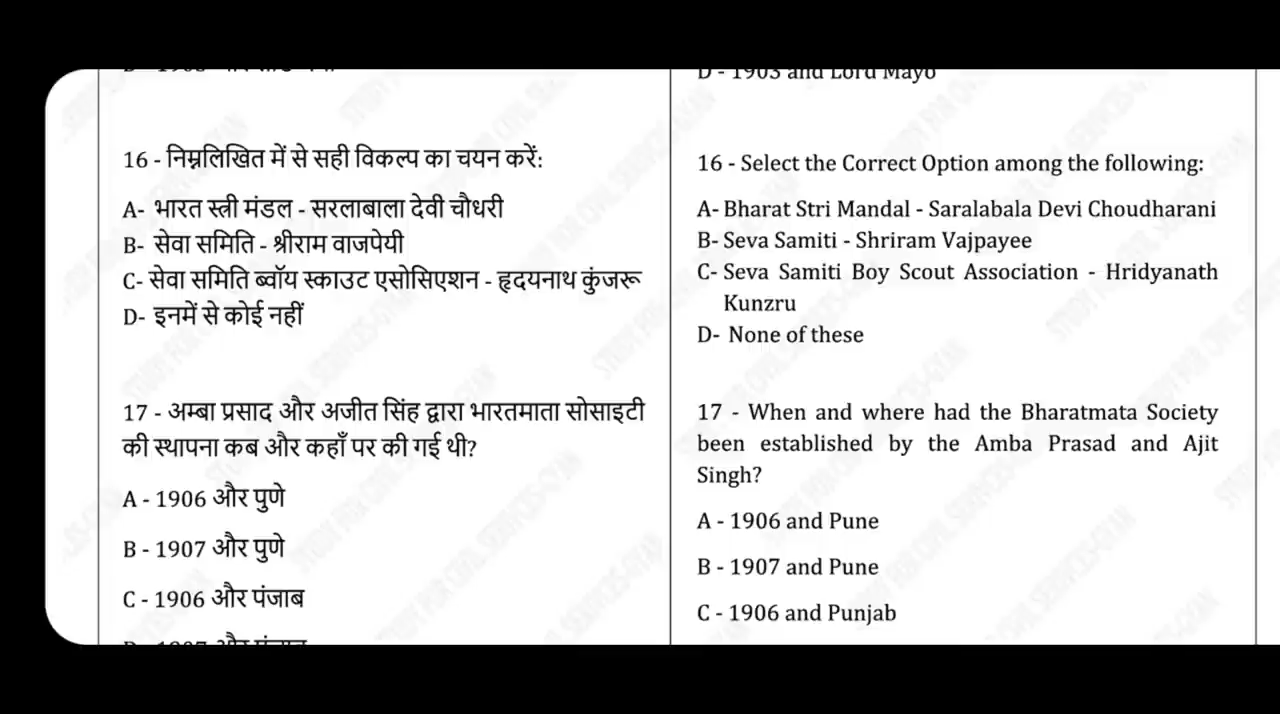 16 - निम्नलिखित में से सही विकल्प का चयन करें:
A- भारत स्त्री मंडल - सरलाबाला देवी चौधरी
B- सेवा समिति - श्रीराम वाजपेयी
C- सेवा समिति ब्वॉय स्काउट एसोसिएशन - हृदयनाथ कुंजरू
D- इनमें से कोई नहीं
17 - अम्बा प्रसाद और अजीत सिंह द्वारा भारतमाता सोसाइटी
की स्थापना कब और कहाँ पर की गई थी?
A - 1906 और पुणे
B - 1907 और पुणे
C - 1906 और पंजाब
D - 1903 and Lord Mayo
16 - Select the Correct Option among the following:
A- Bharat Stri Mandal - Saralabala Devi Choudharani
B- Seva Samiti - Shriram Vajpayee
C- Seva Samiti Boy Scout Association - Hridyanath
Kunzru
D- None of these
17 - When and where had the Bharatmata Society
been established by the Amba Prasad and Ajit
Singh?
A - 1906 and Pune
B - 1907 and Pune
C - 1906 and Punjab